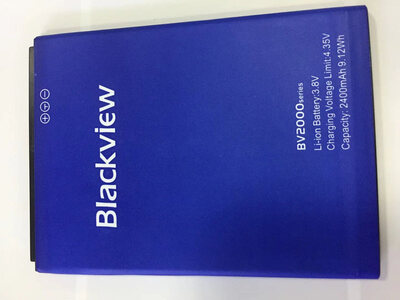 Blackview
BV2000series
Li-ion Battery:3.8V
Charging Voltage Limit:4.35V
Capacity: 2400mAh 9.12Wh